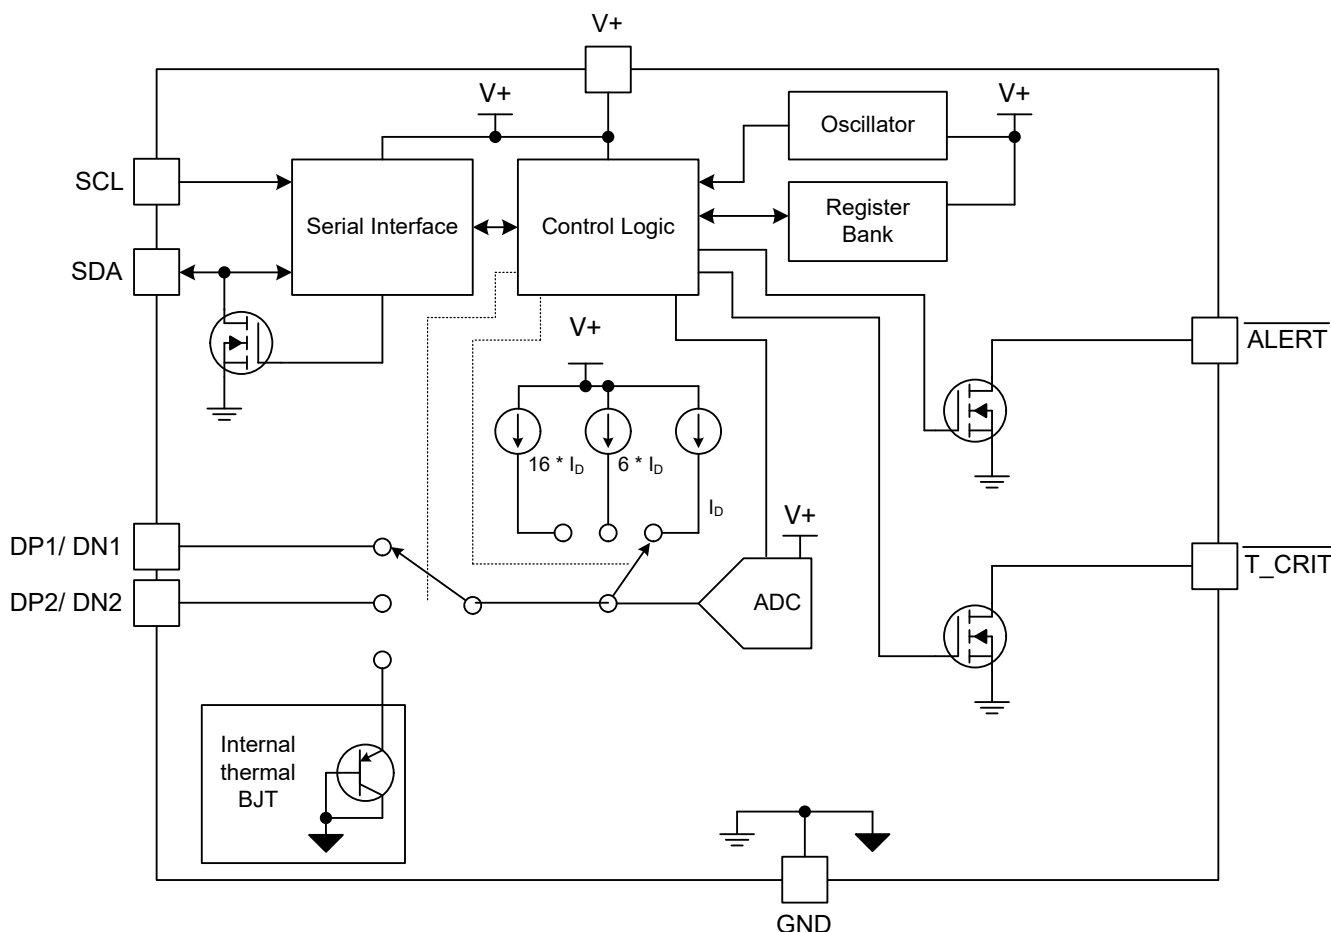 V+
V+
Oscillator
V+
SCL
Serial Interface
Control Logic
Register
Bank
SDA
V+
ALERT
16 * ID
6 * ID
ID
V+
DP1/ DN1
T_CRIT
DP2/ DN2
ADC
Internal
thermal
BJT
GND